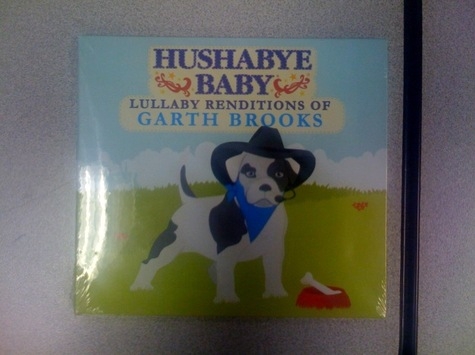 HUSHABYE
BABY
LULLABY RENDITIONS OF
GARTH BROOKS